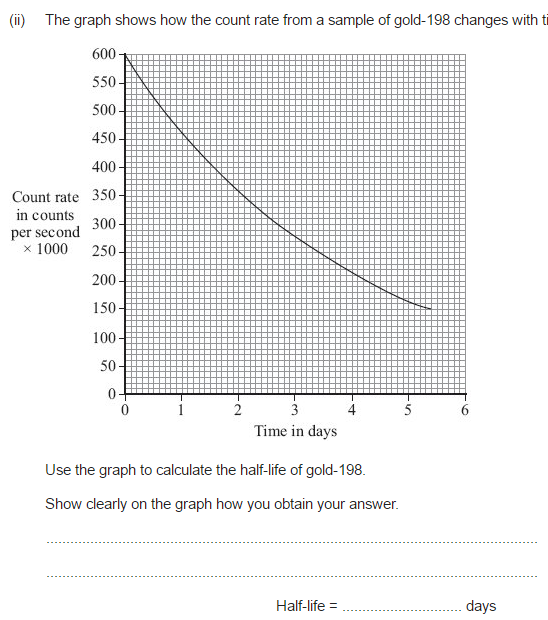 (ii) The graph shows how the count rate from a sample of gold-198 changes with
600
550
500
450
400
350
300
250
200
150
100
50
0
Count rate
in counts
per second
× 1000
0 1 2 3 4 5 6
Time in days
Use the graph to calculate the half-life of gold-198.
Show clearly on the graph how you obtain your answer.
Half-life = ............................ days